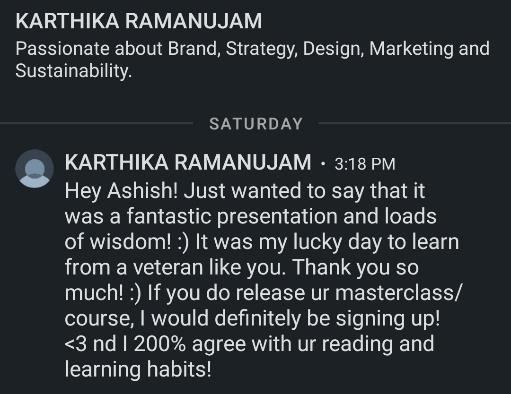 KARTHIKA RAMANUJAM
Passionate about Brand, Strategy, Design, Marketing and
Sustainability.
SATURDAY
KARTHIKA RAMANUJAM • 3:18 PM
Hey Ashish! Just wanted to say that it
was a fantastic presentation and loads
of wisdom! :) It was my lucky day to learn
from a veteran like you. Thank you so
much! :) If you do release ur masterclass/
course, I would definitely be signing up!
<3 nd I 200% agree with ur reading and
learning habits!